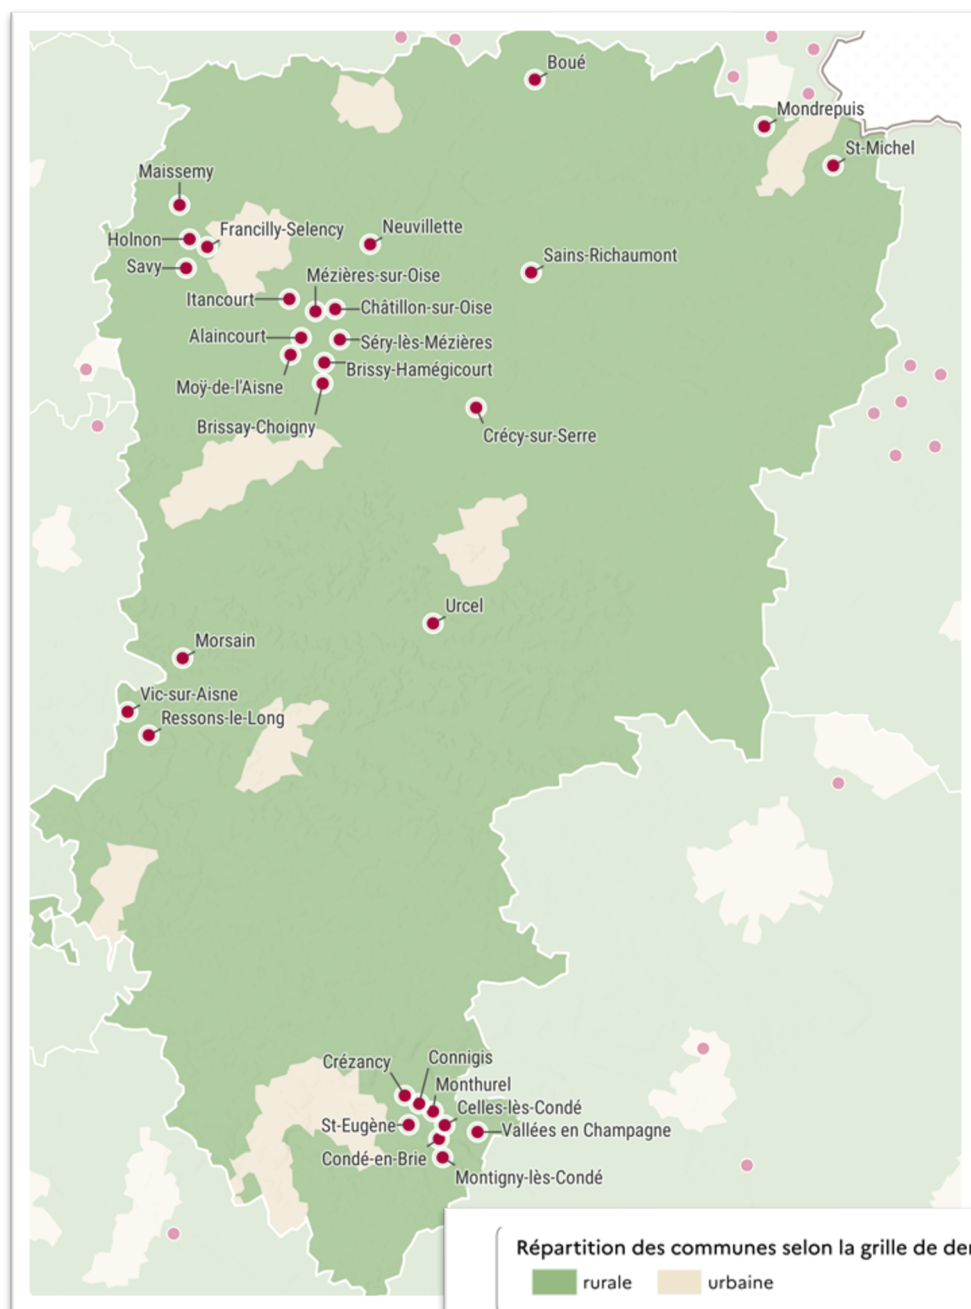 Boué
Mondrepuis
St-Michel
Maissemy
Francilly-Selency
Neuvillette
Holnon
Sains-Richaumont
Savy
Mézières-sur-Oise
Itancourt
Châtillon-sur-Oise
Alaincourt
Séry-lès-Mézières
Brissy-Hamégicourt
Moÿ-de-l'Aisne
Brissay-Choigny
Crécy-sur-Serre
Urcel
Morsain
Vic-sur-Aisne
Ressons-le-Long
Connigis
Crézancy
Monthurel
Celles-lès-Condé
St-Eugène
Vallées en Champagne
Condé-en-Brie
Montigny-lès-Condé
Répartition des communes selon la grille de der
rurale urbaine